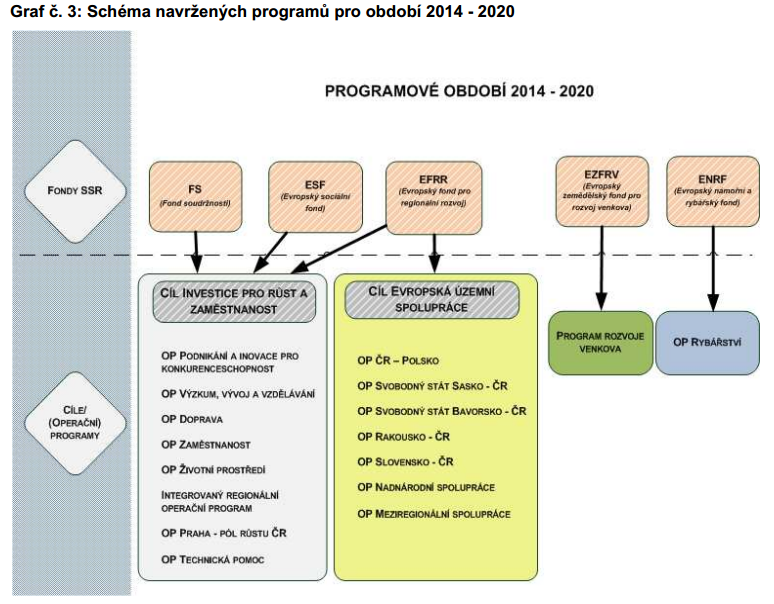 Graf č. 3: Schéma navržených programů pro období 2014 - 2020
PROGRAMOVÉ OBDOBÍ 2014 - 2020
FONDY SSR
FS
(Fond soudržnosti)
ESF
(Evropský sociální
fond)
EFRR
(Evropský fond pro
regionální rozvoj)
EZFRV
(Evropský
zemědělský fond pro
rozvoj venkova)
ENRF
(Evropský námořní a
rybářský fond)
CÍLE/
(OPERAČNÍ)
PROGRAMY
CÍL INVESTICE PRO RŮST A
ZAMĚSTNANOST
OP PODNIKÁNÍ A INOVACE PRO
KONKURENCESCHOPNOST
OP VÝZKUM, VÝVOJ A VZDĚLÁVÁNÍ
OP DOPRAVA
OP ZAMĚSTNANOST
OP ŽIVOTNÍ PROSTŘEDÍ
INTEGROVANÝ REGIONÁLNÍ
OPERAČNÍ PROGRAM
OP PRAHA - PÓL RŮSTU ČR
OP TECHNICKÁ POMOC
CÍL EVROPSKÁ ÚZEMNÍ
SPOLUPRÁCE
OP ČR – POLSKO
OP SVOBODNÝ STÁT SASKO - ČR
OP SVOBODNÝ STÁT BAVORSKO - ČR
OP RAKOUSKO - ČR
OP SLOVENSKO - ČR
OP NADNÁRODNÍ SPOLUPRÁCE
OP MEZIREGIONÁLNÍ SPOLUPRÁCE
PROGRAM ROZVOJE
VENKOVA
OP RYBÁŘSTVÍ